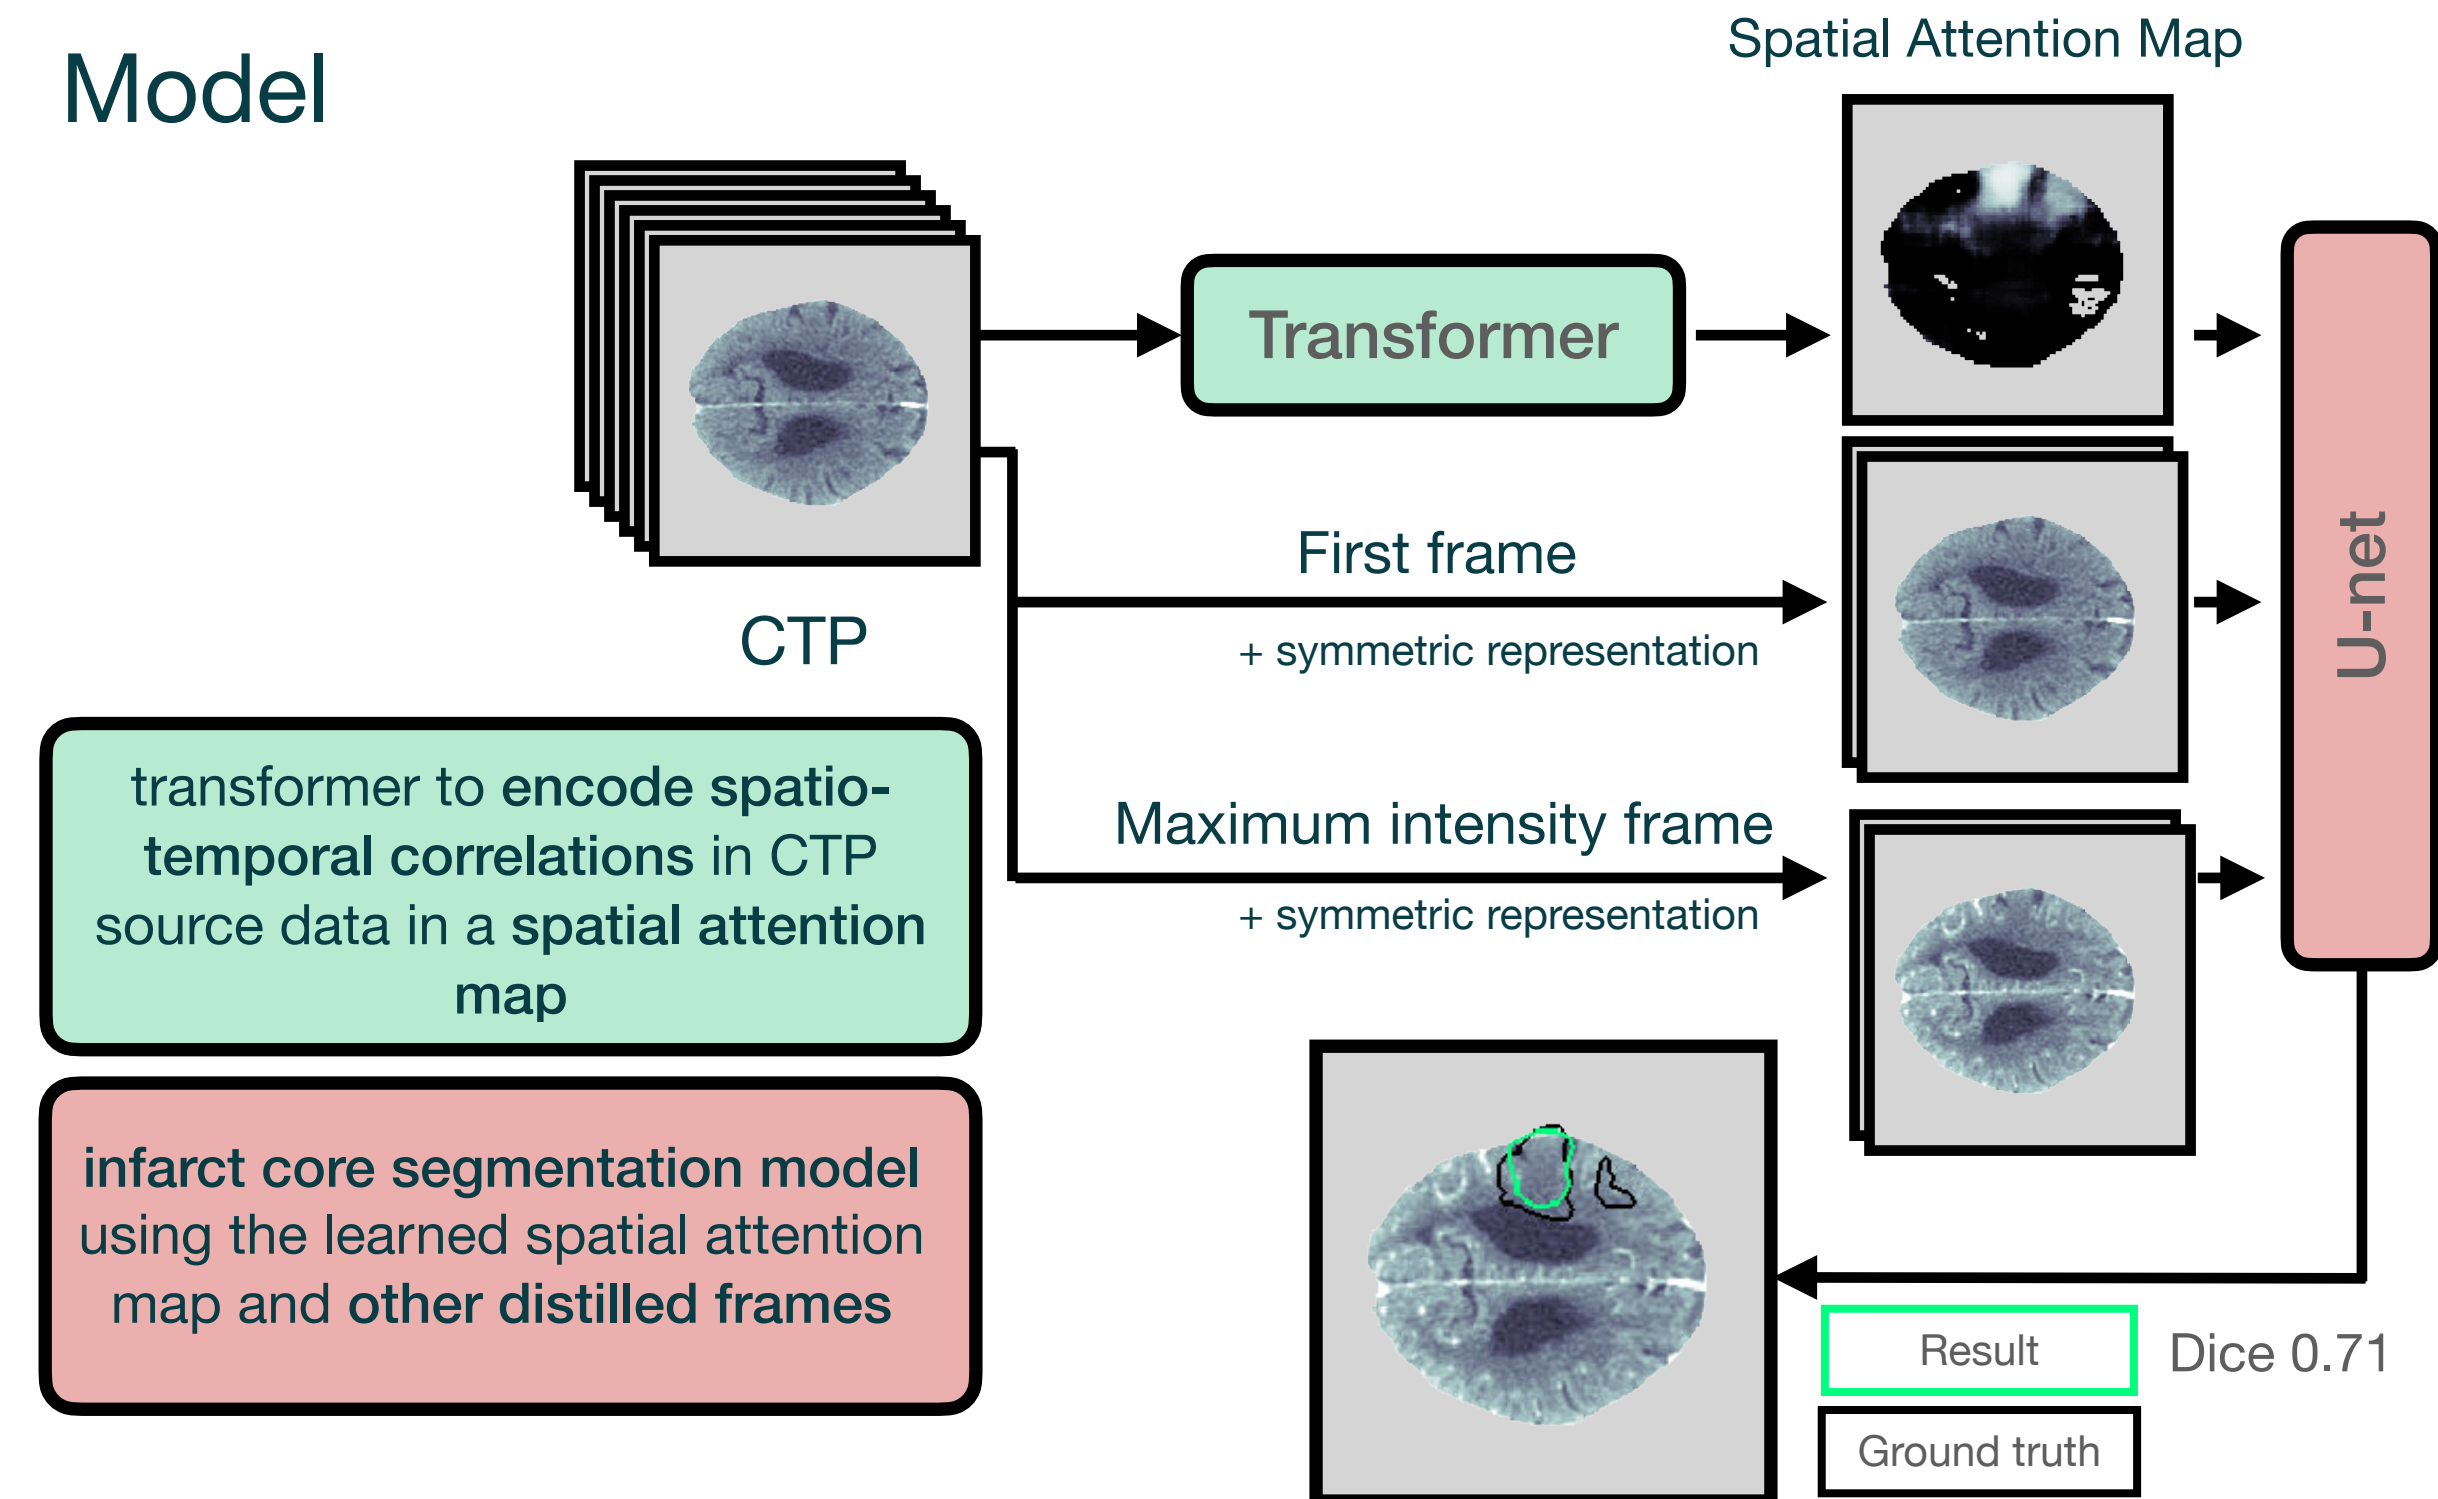 Model
Spatial Attention Map
Transformer
First frame
+ symmetric representation
CTP
U-net
Maximum intensity frame
+ symmetric representation
transformer to encode spatio-
temporal correlations in CTP
source data in a spatial attention
map
infarct core segmentation model
using the learned spatial attention
map and other distilled frames
Result
Dice 0.71
Ground truth